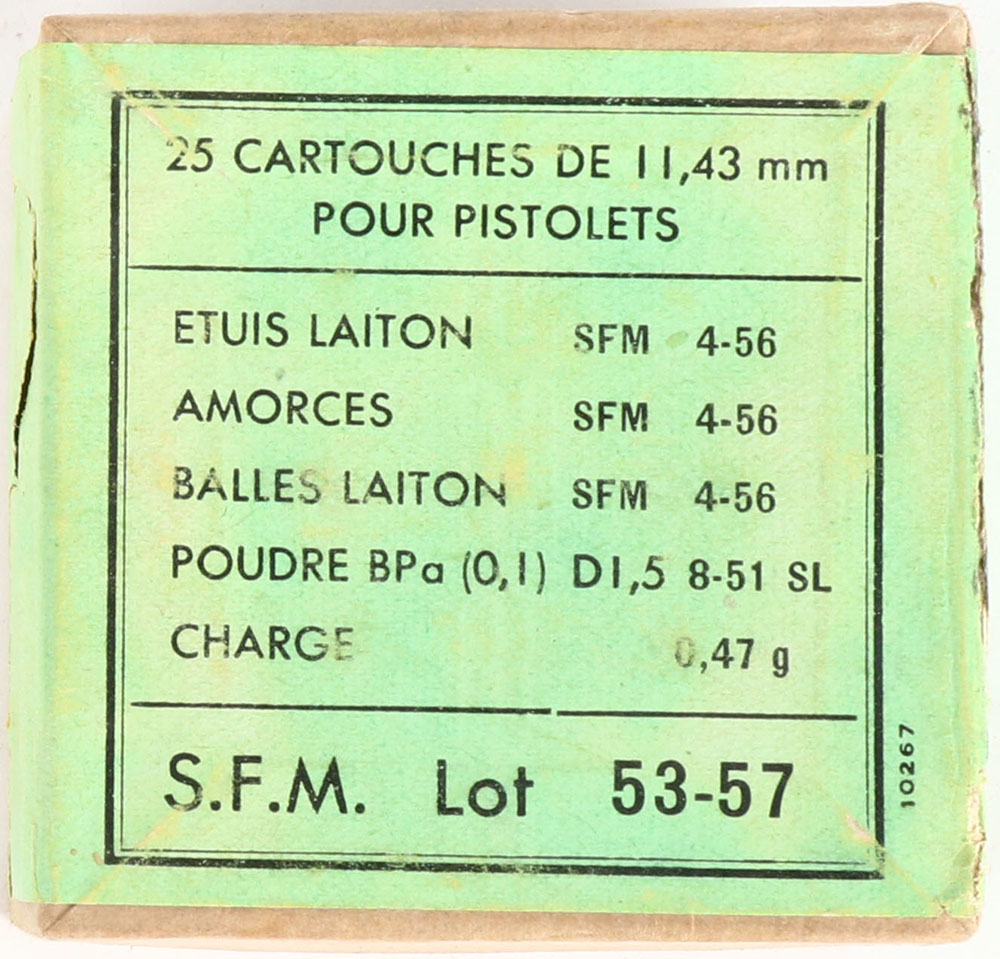 25 CARTOUCHES DE 11,43 mm
POUR PISTOLETS
ETUIS LAITON SFM 4-56
AMORCES SFM 4-56
BALLES LAITON SFM 4-56
POUDRE BPa (0,1) D1,5 8-51 SL
CHARGE 0,47 g
S.F.M. Lot 53-57
10267